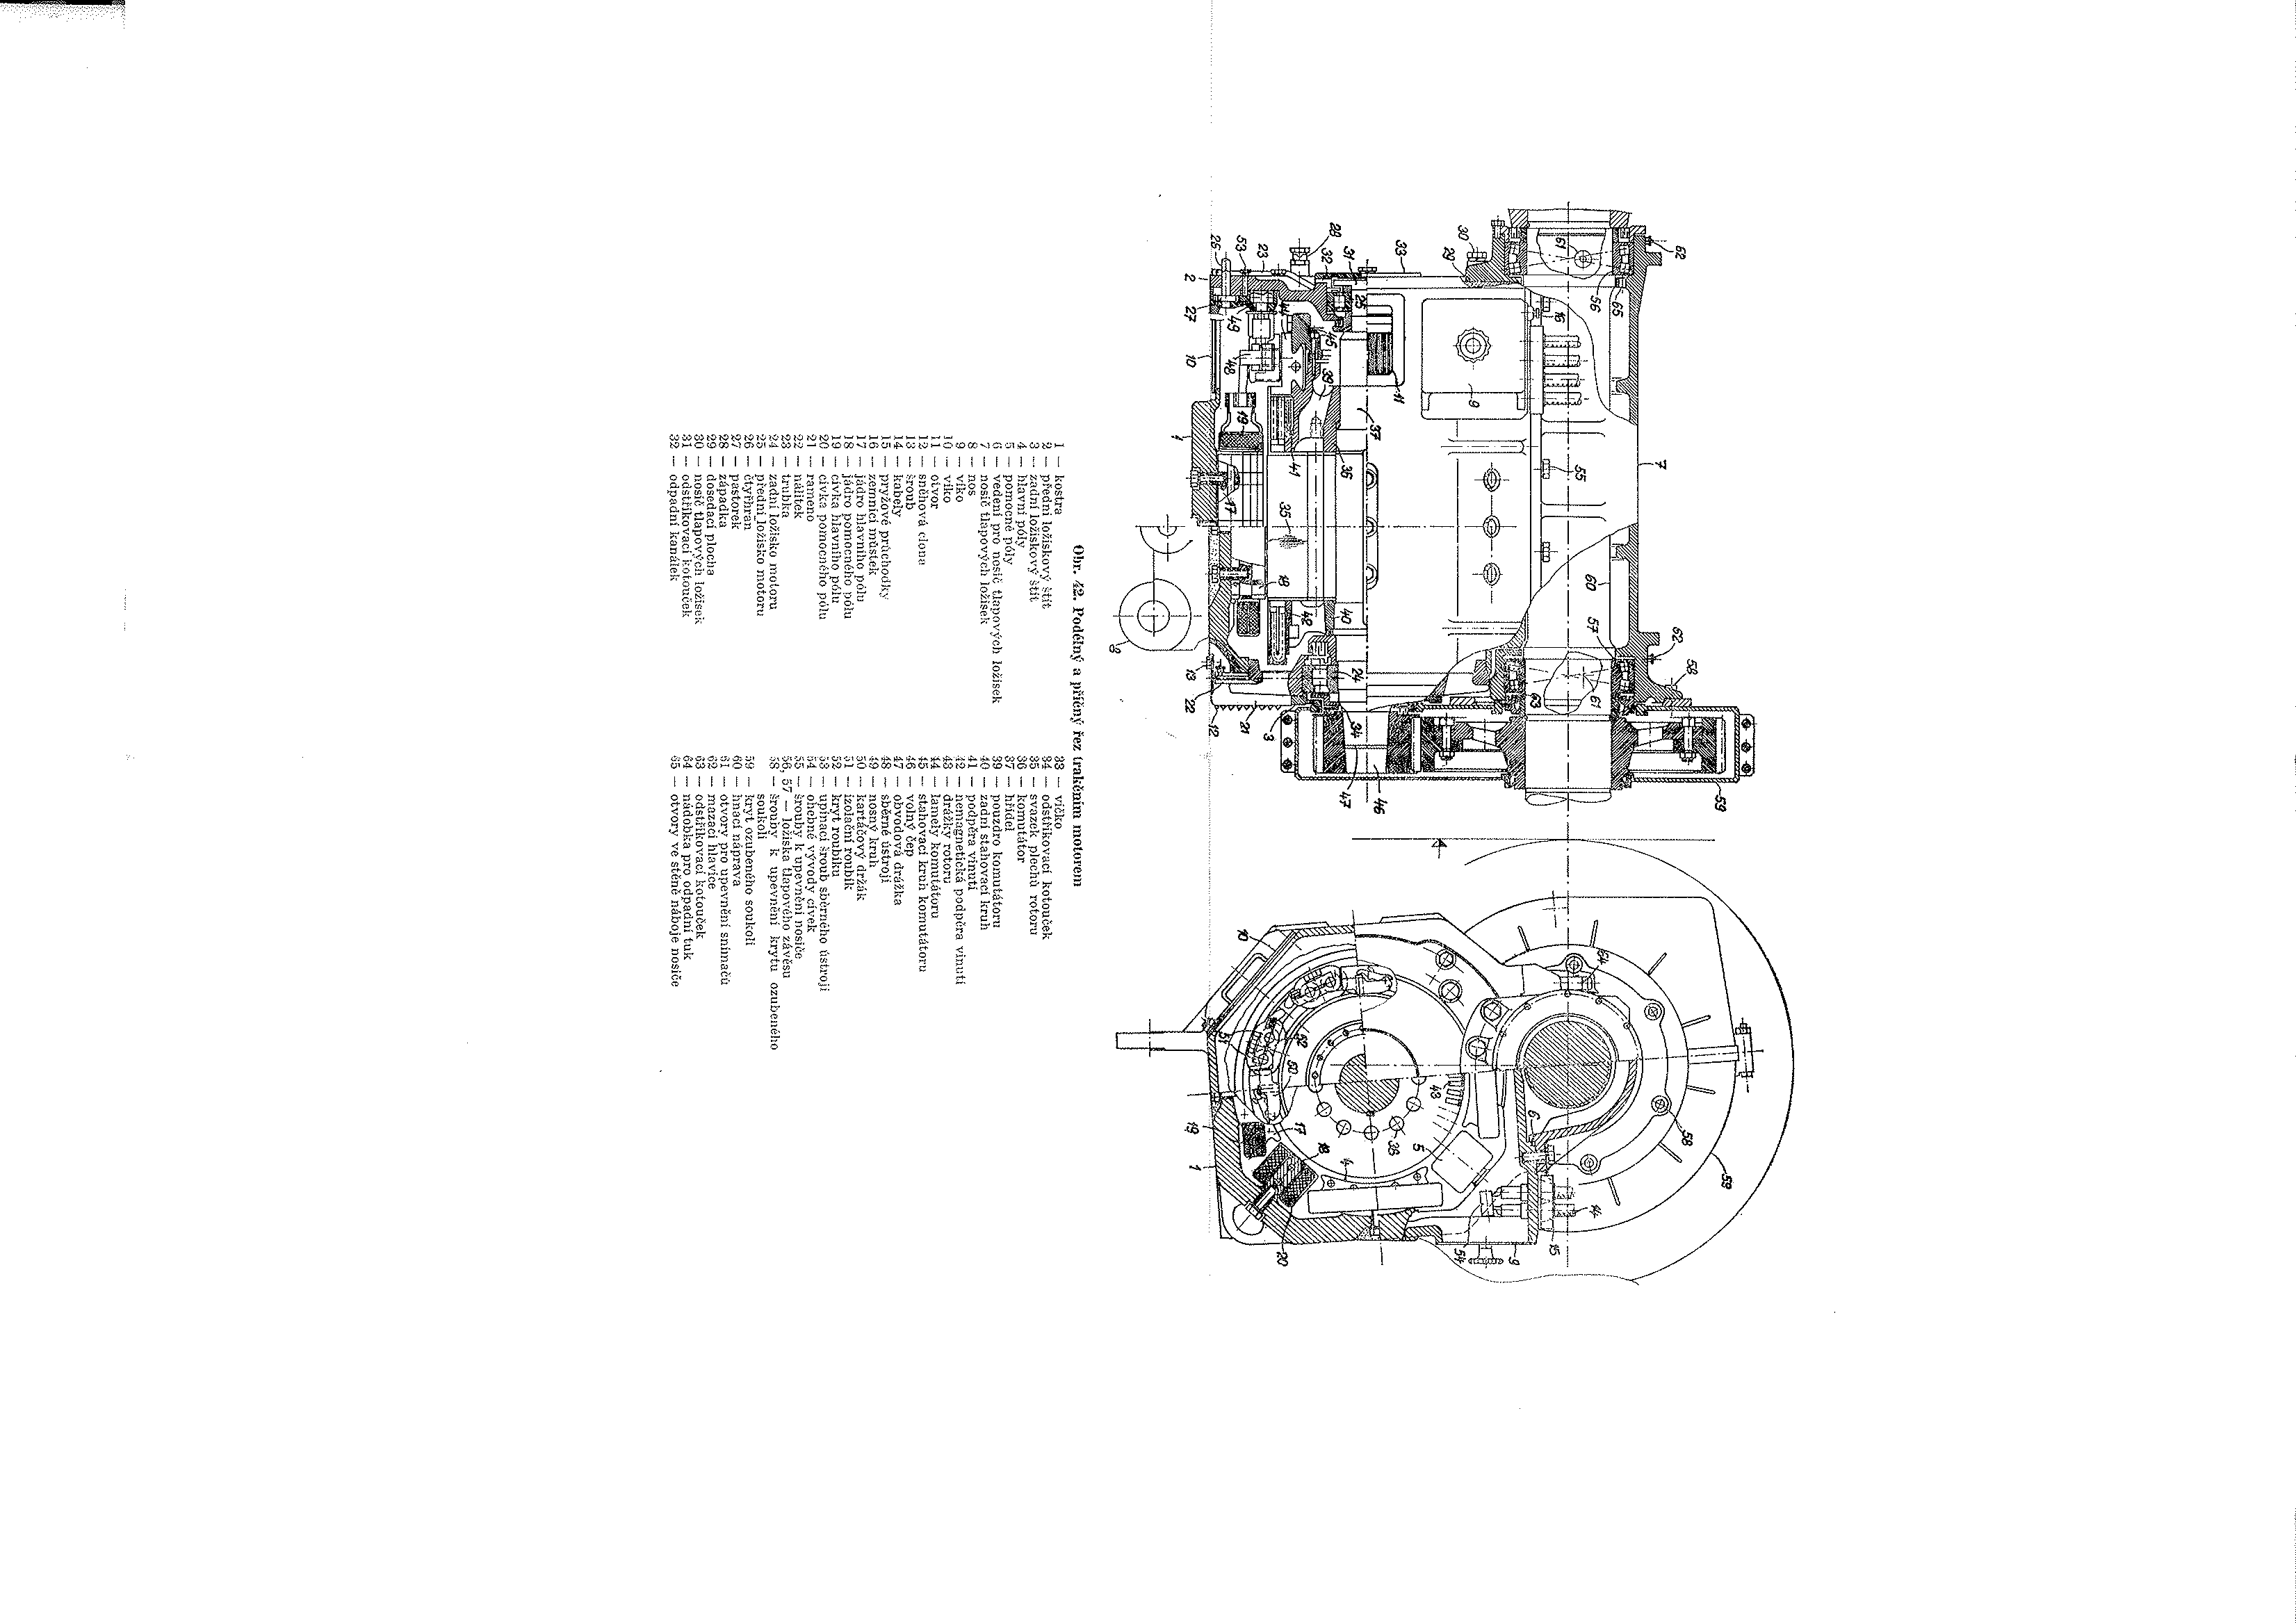 Obr. 42. Podélný a příčný řez trakčním motorem
1 — kostra
2 — přední ložiskový štít
3 — zadní ložiskový štít
4 — hlavní póly
5 — pomocné póly
6 — vedení pro nosič tlapových ložisek
7 — nosič tlapových ložisek
8 — nos
9 — víko
10 — víko
11 — otvor
12 — sněhová clona
13 — šroub
14 — kabely
15 — pryžové průchodky
16 — zemnicí můstek
17 — jádro hlavního pólu
18 — jádro pomocného pólu
19 — cívka hlavního pólu
20 — cívka pomocného pólu
21 — rameno
22 — nálitek
23 — trubka
24 — zadní ložisko motoru
25 — přední ložisko motoru
26 — čtyřhran
27 — pastorek
28 — západka
29 — dosedací plocha
30 — nosič tlapových ložisek
31 — odstřikovací kotouček
32 — odpadní kanálek
33 — víčko
34 — odstřikovací kotouček
35 — svazek plechů rotoru
36 — komutátor
37 — hřídel
39 — pouzdro komutátoru
40 — zadní stahovací kruh
41 — podpěra vinutí
42 — nemagnetická podpěra vinutí
43 — drážky rotoru
44 — lamely komutátoru
45 — stahovací kruh komutátoru
46 — volný čep
47 — obvodová drážka
48 — sběrné ústrojí
49 — nosný kruh
50 — kartáčový držák
51 — izolační roubík
52 — kryt roubíku
53 — upínací šroub sběrného ústrojí
54 — ohebné vývody cívek
55 — šrouby k upevnění nosiče
56, 57 — ložiska tlapového závěsu
58 — šrouby k upevnění krytu ozubeného
soukolí
59 — kryt ozubeného soukolí
60 — hnací náprava
61 — otvory pro upevnění snímačů
62 — mazací hlavice
63 — odstřikovací kotouček
64 — nádobka pro odpadní tuk
65 — otvory ve stěně náboje nosiče